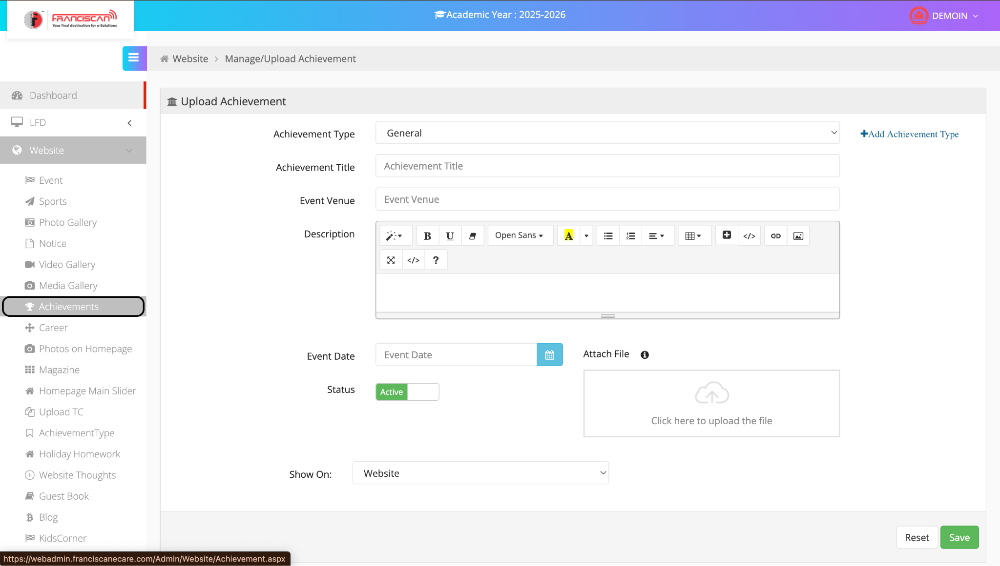 FRANCISCAN
Your final destination for e-Solutions
Academic Year : 2025-2026
DEMOIN
Website > Manage/Upload Achievement
Dashboard
LFD
Website
Event
Sports
Photo Gallery
Notice
Video Gallery
Media Gallery
Achievements
Career
Photos on Homepage
Magazine
Homepage Main Slider
Upload TC
AchievementType
Holiday Homework
Website Thoughts
Guest Book
Blog
KidsCorner
Upload Achievement
Achievement Type
General
+Add Achievement Type
Achievement Title
Achievement Title
Event Venue
Event Venue
Description
B U Open Sans A </>
</> ?
Event Date
Event Date
Attach File
Status
Active
Click here to upload the file
Show On:
Website
Reset
Save
https://webadmin.franciscanecare.com/Admin/Website/Achievement.aspx